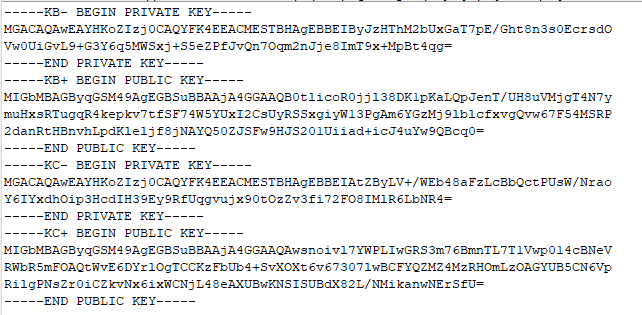 -----KB- BEGIN PRIVATE KEY-----
MGACAQAwEAYHKoZIzj0CAQYFK4EEACMESTBHAgEBBEIByJzHThM2bUxGaT7pE/Ght8n3s0EcrsdO
Vw0UiGvL9+G3Y6q5MWSxj+S5eZPfJvQn7Oqm2nJje8ImT9x+MpBt4qg=
-----END PRIVATE KEY-----
-----KB+ BEGIN PUBLIC KEY-----
MIGbMBAGByqGSM49AgEGBSuBBAAjA4GGAAQB0tlicoR0jjl38DK1pKaLQpJenT/UH8uVMjgT4N7y
muHxsRTugqR4kepkv7tfSF74W5YUxI2CsUyRSSxgiyWl3PgAm6YGzMj9lblcfxvgQvw67F54MSRP
2danRtHBnvhLpdKleljf8jNAYQ50ZJSFw9HJS201Uiiad+icJ4uYw9QBcq0=
-----END PUBLIC KEY-----
-----KC- BEGIN PRIVATE KEY-----
MGACAQAwEAYHKoZIzj0CAQYFK4EEACMESTBHAgEBBEIAtZByLV+/WEb48aFzLcBbQctPUsW/Nrao
Y6IYxdhOip3HcdIH39Ey9RfUqgvujx90tOzZv3fi72FO8IMlR6LbNR4=
-----END PRIVATE KEY-----
-----KC+ BEGIN PUBLIC KEY-----
MIGbMBAGByqGSM49AgEGBSuBBAAjA4GGAAQAwsnoivl7YWPLIwGRS3m76BmnTL7T1Vwp014cBNeV
RWbR5mFOAQtWvE6DYrlOgTCCKzFbUb4+SvXOXt6v67307lwBCFYQZMZ4MzRHOmLzOAGYUB5CN6Vp
RilgPNsZr0iCZkvNx6ixWCNjL48eAXUBwKNSISUBdX82L/NMikanwNErSfU=
-----END PUBLIC KEY-----